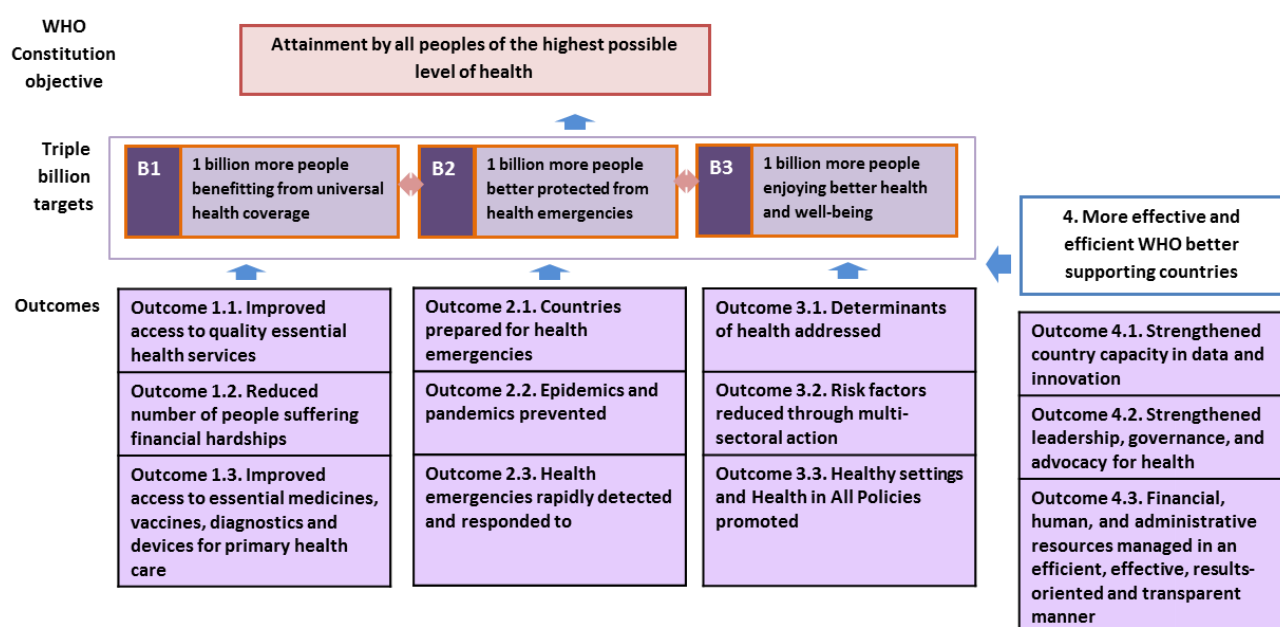 WHO
Constitution
objective
Attainment by all peoples of the highest possible
level of health
Triple
billion
targets
B1
1 billion more people
benefitting from universal
health coverage
B2
1 billion more people
better protected from
health emergencies
B3
1 billion more people
enjoying better health
and well-being
4. More effective and
efficient WHO better
supporting countries
Outcomes
Outcome 1.1. Improved
access to quality essential
health services
Outcome 1.2. Reduced
number of people suffering
financial hardships
Outcome 1.3. Improved
access to essential medicines,
vaccines, diagnostics and
devices for primary health
care
Outcome 2.1. Countries
prepared for health
emergencies
Outcome 2.2. Epidemics and
pandemics prevented
Outcome 2.3. Health
emergencies rapidly detected
and responded to
Outcome 3.1. Determinants
of health addressed
Outcome 3.2. Risk factors
reduced through multi-
sectoral action
Outcome 3.3. Healthy settings
and Health in All Policies
promoted
Outcome 4.1. Strengthened
country capacity in data and
innovation
Outcome 4.2. Strengthened
leadership, governance, and
advocacy for health
Outcome 4.3. Financial,
human, and administrative
resources managed in an
efficient, effective, results-
oriented and transparent
manner